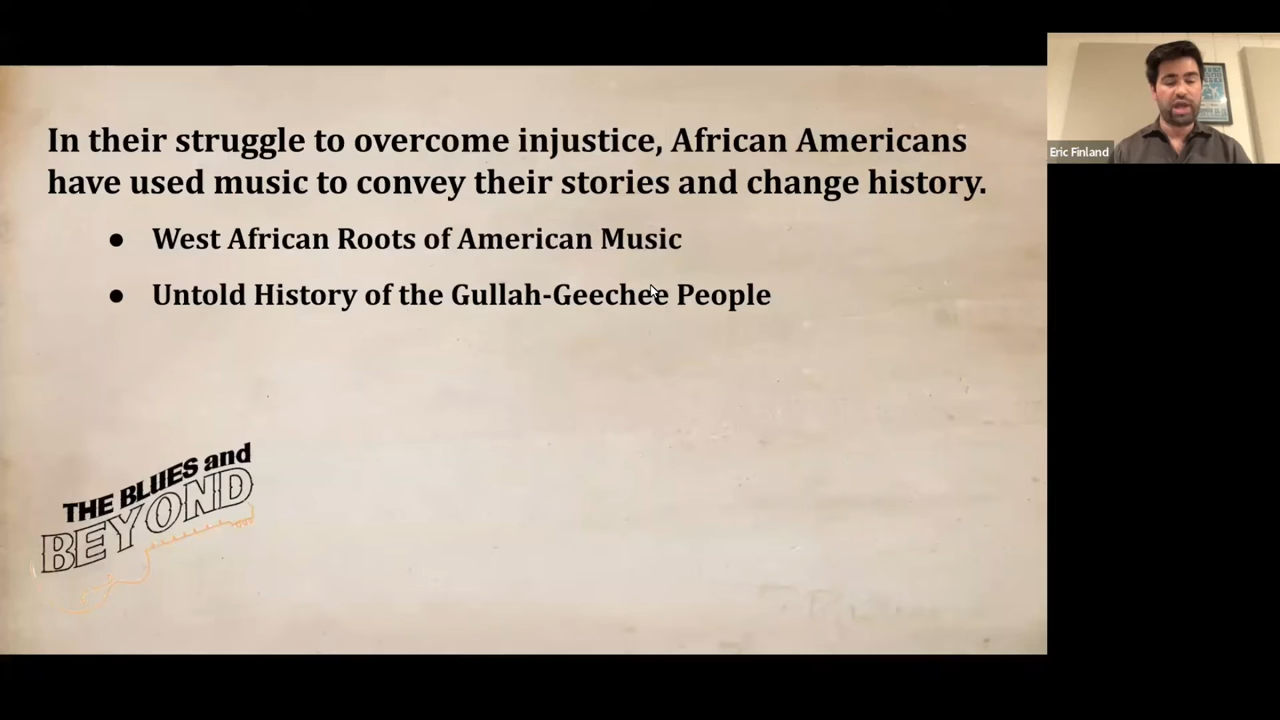 In their struggle to overcome injustice, African Americans
have used music to convey their stories and change history.
● West African Roots of American Music
● Untold History of the Gullah-Geechee People
THE BLUES and
BEYOND
Eric Finland